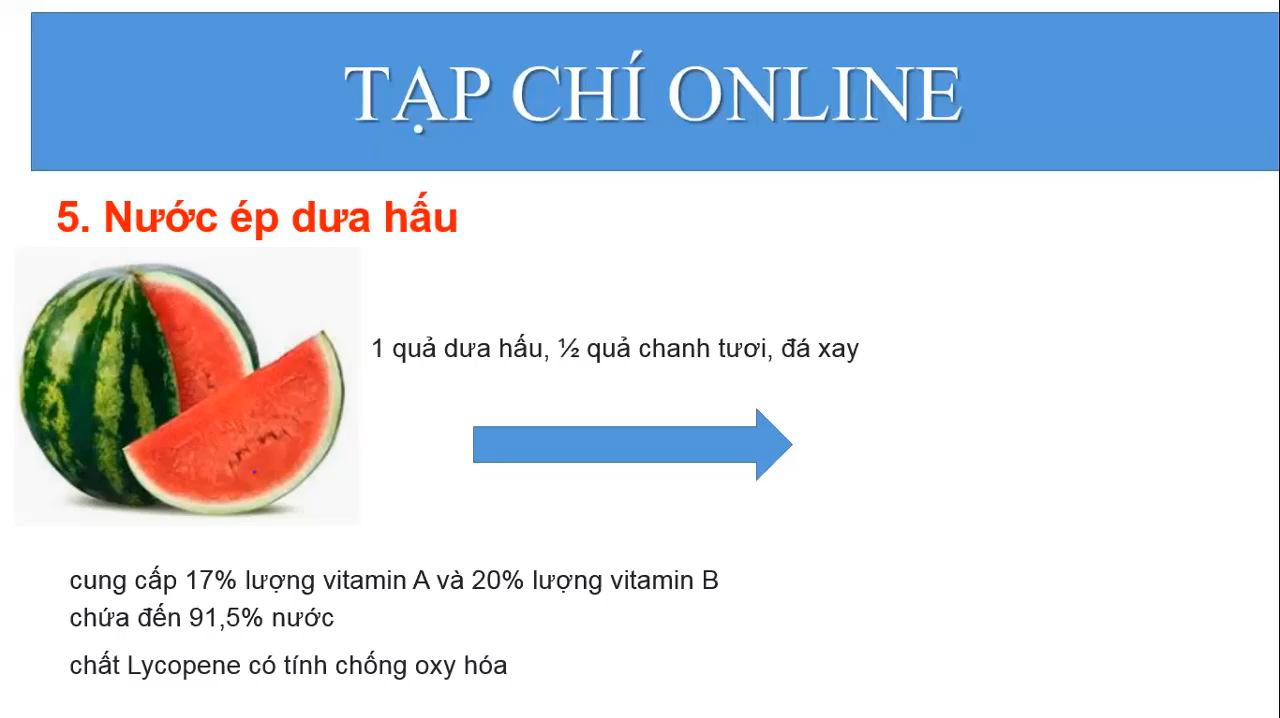 TẠP CHÍ ONLINE
5. Nước ép dưa hấu
1 quả dưa hấu, ½ quả chanh tươi, đá xay
cung cấp 17% lượng vitamin A và 20% lượng vitamin B
chứa đến 91,5% nước
chất Lycopene có tính chống oxy hóa